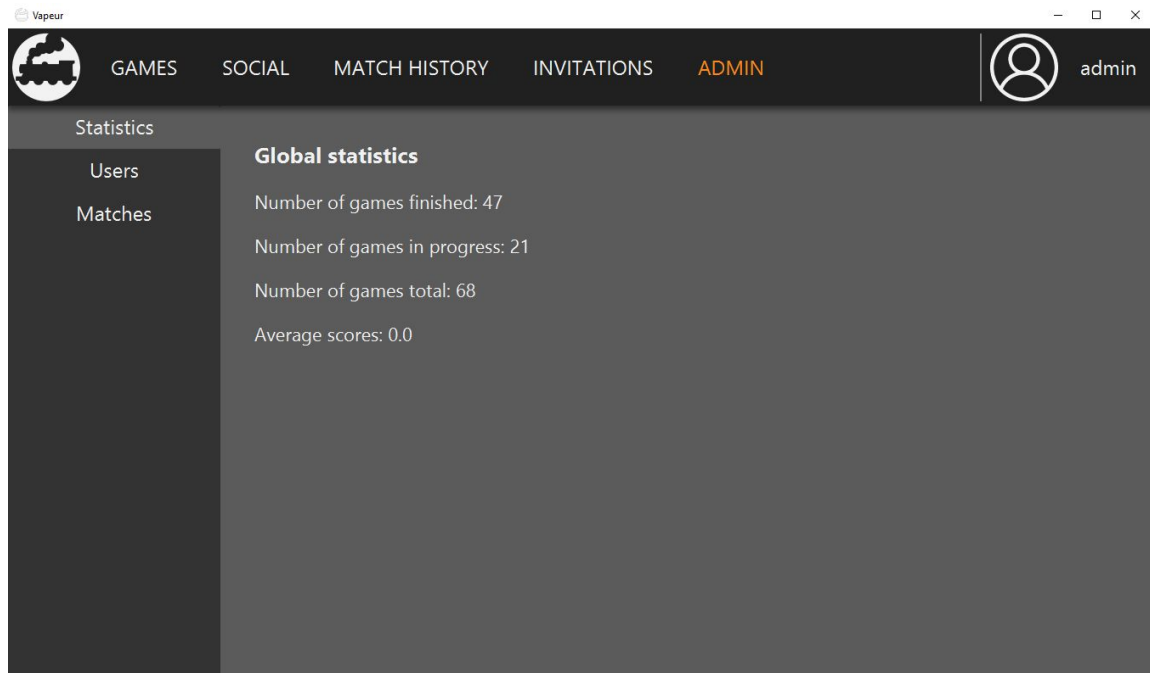 Vapeur
GAMES SOCIAL MATCH HISTORY INVITATIONS ADMIN admin
Statistics
Users
Matches
Global statistics
Number of games finished: 47
Number of games in progress: 21
Number of games total: 68
Average scores: 0.0